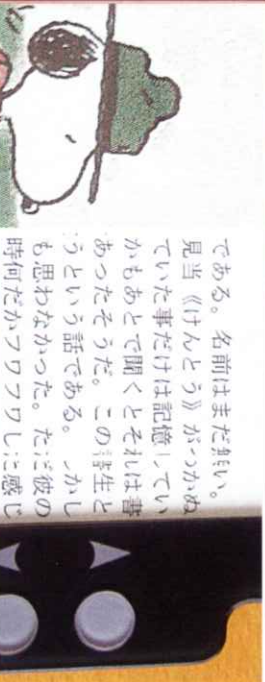 である。名前はまだ無い。
見当《けんとう》がつかぬ
ていた事だけは記憶してい
かもあとで聞くとそれは書
あったそうだ。この書生と
うという話である。しかし
も思わなかった。ただ彼の
時何だかフワフワした感じ